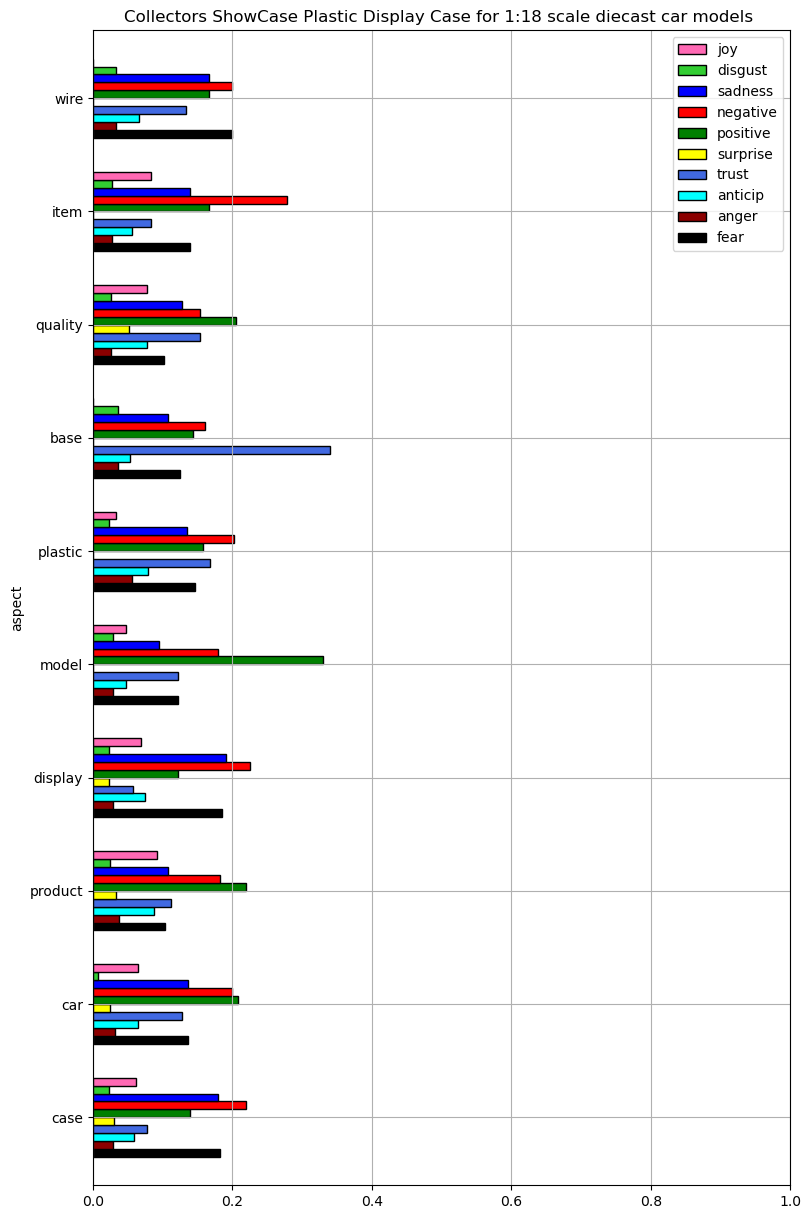 Collectors ShowCase Plastic Display Case for 1:18 scale diecast car models
joy
disgust
sadness
negative
positive
surprise
trust
anticip
anger
fear
wire
item
quality
base
plastic
model
display
product
car
case
aspect
0.0 0.2 0.4 0.6 0.8 1.0